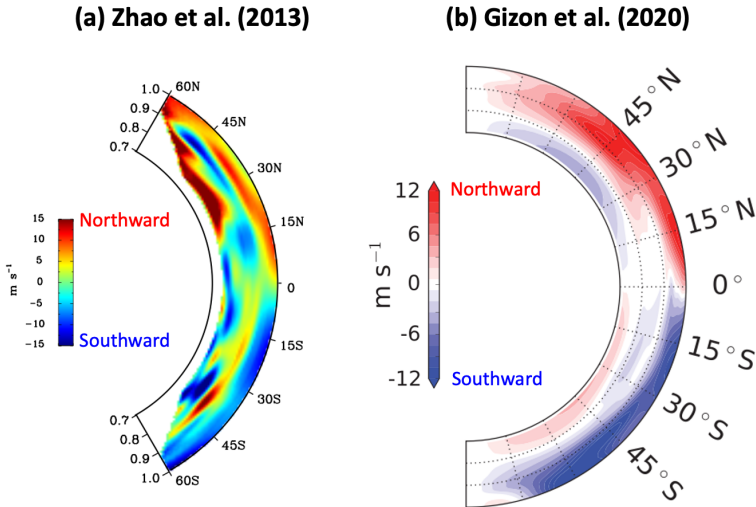 (a) Zhao et al. (2013)
(b) Gizon et al. (2020)
1.0
0.9
0.8
0.7
60N
45N
30N
15N
0
15S
30S
45S
60S
0.7
0.8
0.9
1.0
15
10
5
0
−5
−10
−15
m s⁻¹
Northward
Southward
45°N
30°N
15°N
0°
15°S
30°S
45°S
12
6
0
-6
-12
m s⁻¹
Northward
Southward